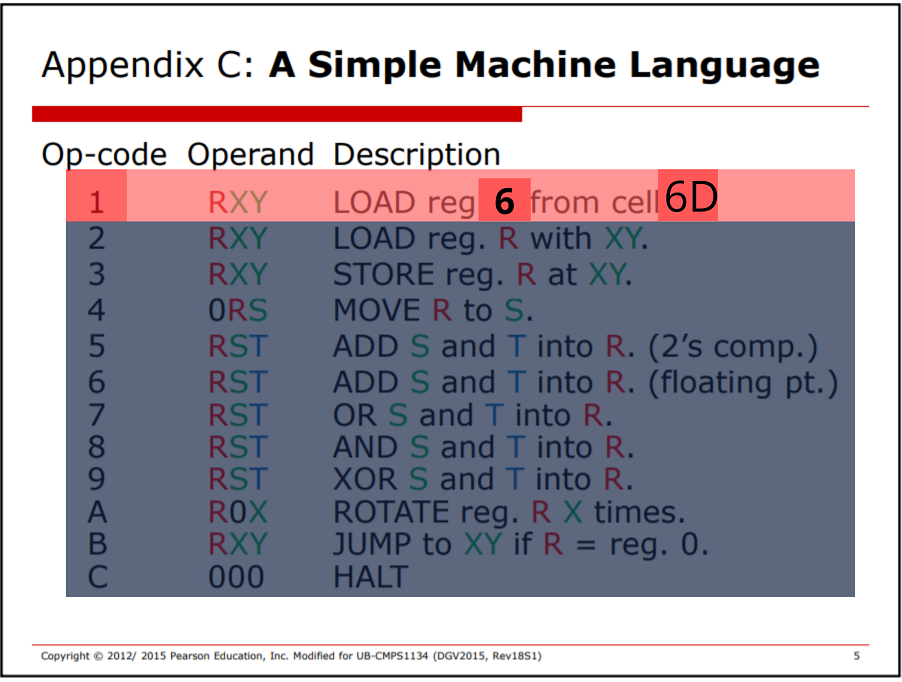 Appendix C: A Simple Machine Language
Op-code Operand Description
1 RXY LOAD reg 6 from cell 6D
2 RXY LOAD reg. R with XY.
3 RXY STORE reg. R at XY.
4 0RS MOVE R to S.
5 RST ADD S and T into R. (2's comp.)
6 RST ADD S and T into R. (floating pt.)
7 RST OR S and T into R.
8 RST AND S and T into R.
9 RST XOR S and T into R.
A R0X ROTATE reg. R X times.
B RXY JUMP to XY if R = reg. 0.
C 000 HALT
Copyright © 2012/ 2015 Pearson Education, Inc. Modified for UB-CMPS1134 (DGV2015, Rev18S1) 5